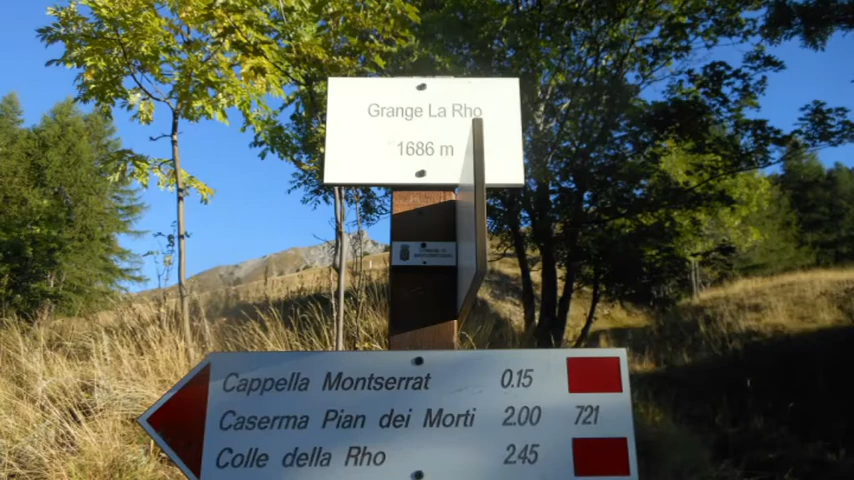 Grange La Rho
1686 m
Cappella Montserrat 0.15
Caserma Pian dei Morti 2.00 721
Colle della Rho 2.45